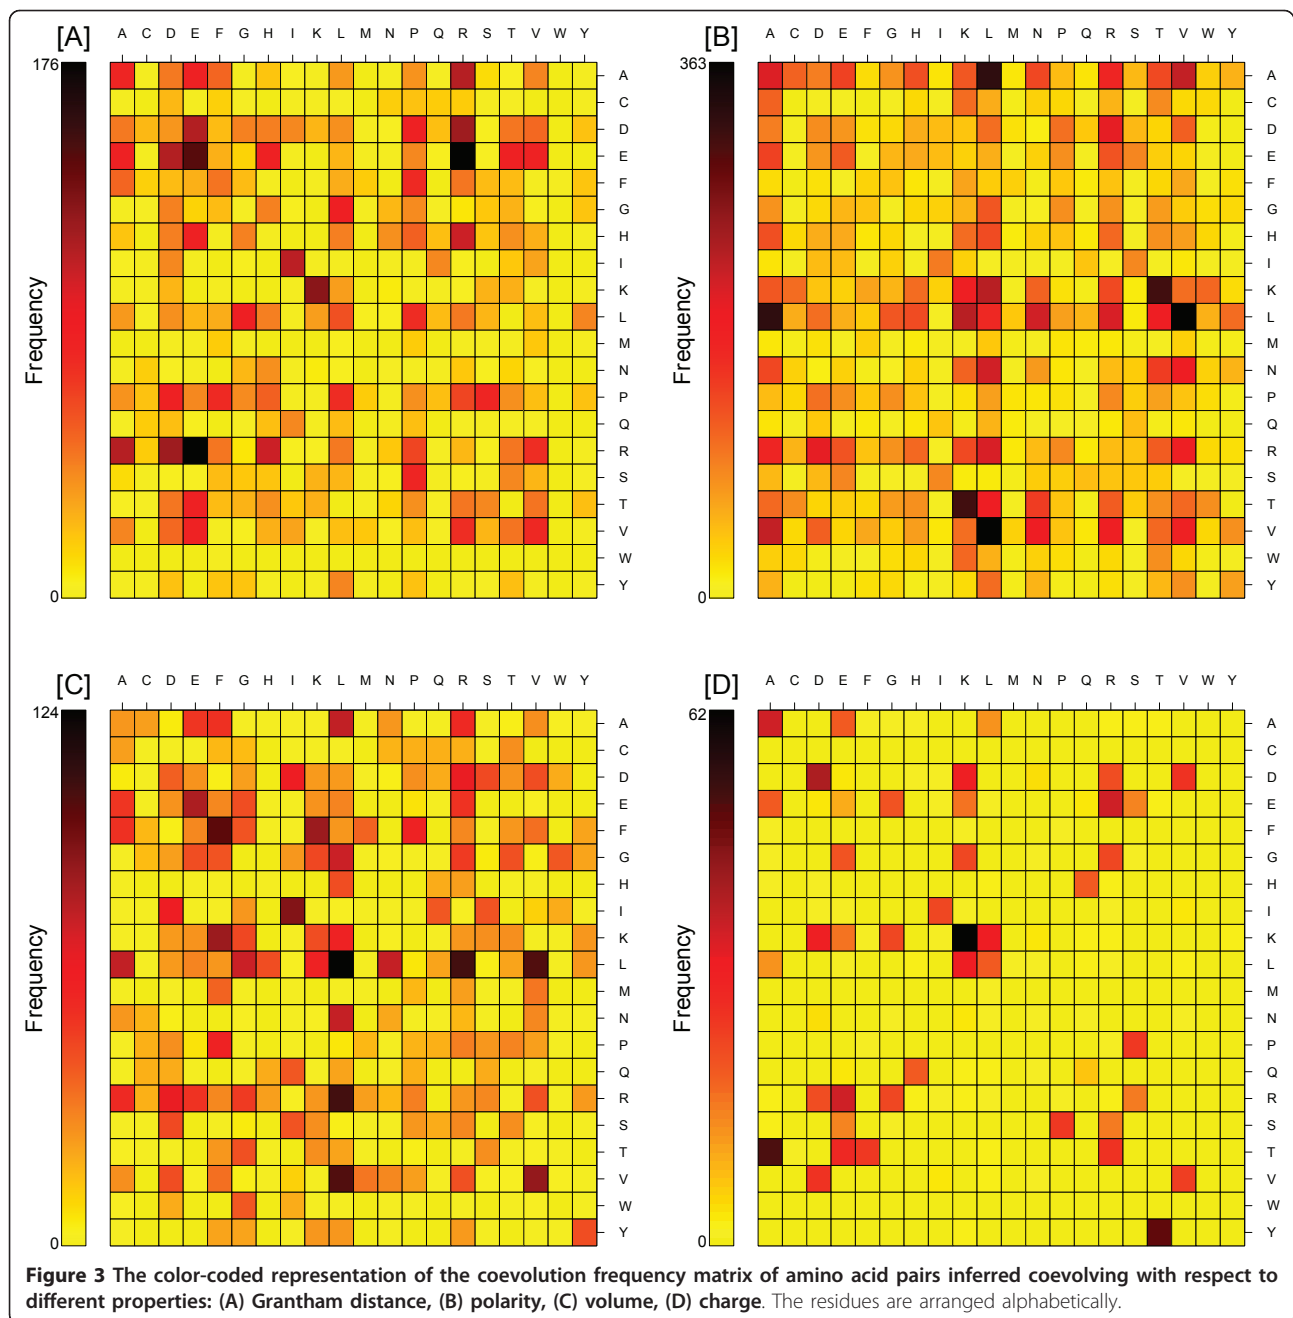 [A] A C D E F G H I K L M N P Q R S T V W Y
176
Frequency
0
A
C
D
E
F
G
H
I
K
L
M
N
P
Q
R
S
T
V
W
Y
[B] A C D E F G H I K L M N P Q R S T V W Y
363
Frequency
0
A
C
D
E
F
G
H
I
K
L
M
N
P
Q
R
S
T
V
W
Y
[C] A C D E F G H I K L M N P Q R S T V W Y
124
Frequency
0
A
C
D
E
F
G
H
I
K
L
M
N
P
Q
R
S
T
V
W
Y
[D] A C D E F G H I K L M N P Q R S T V W Y
62
Frequency
0
A
C
D
E
F
G
H
I
K
L
M
N
P
Q
R
S
T
V
W
Y
Figure 3 The color-coded representation of the coevolution frequency matrix of amino acid pairs inferred coevolving with respect to
different properties: (A) Grantham distance, (B) polarity, (C) volume, (D) charge. The residues are arranged alphabetically.